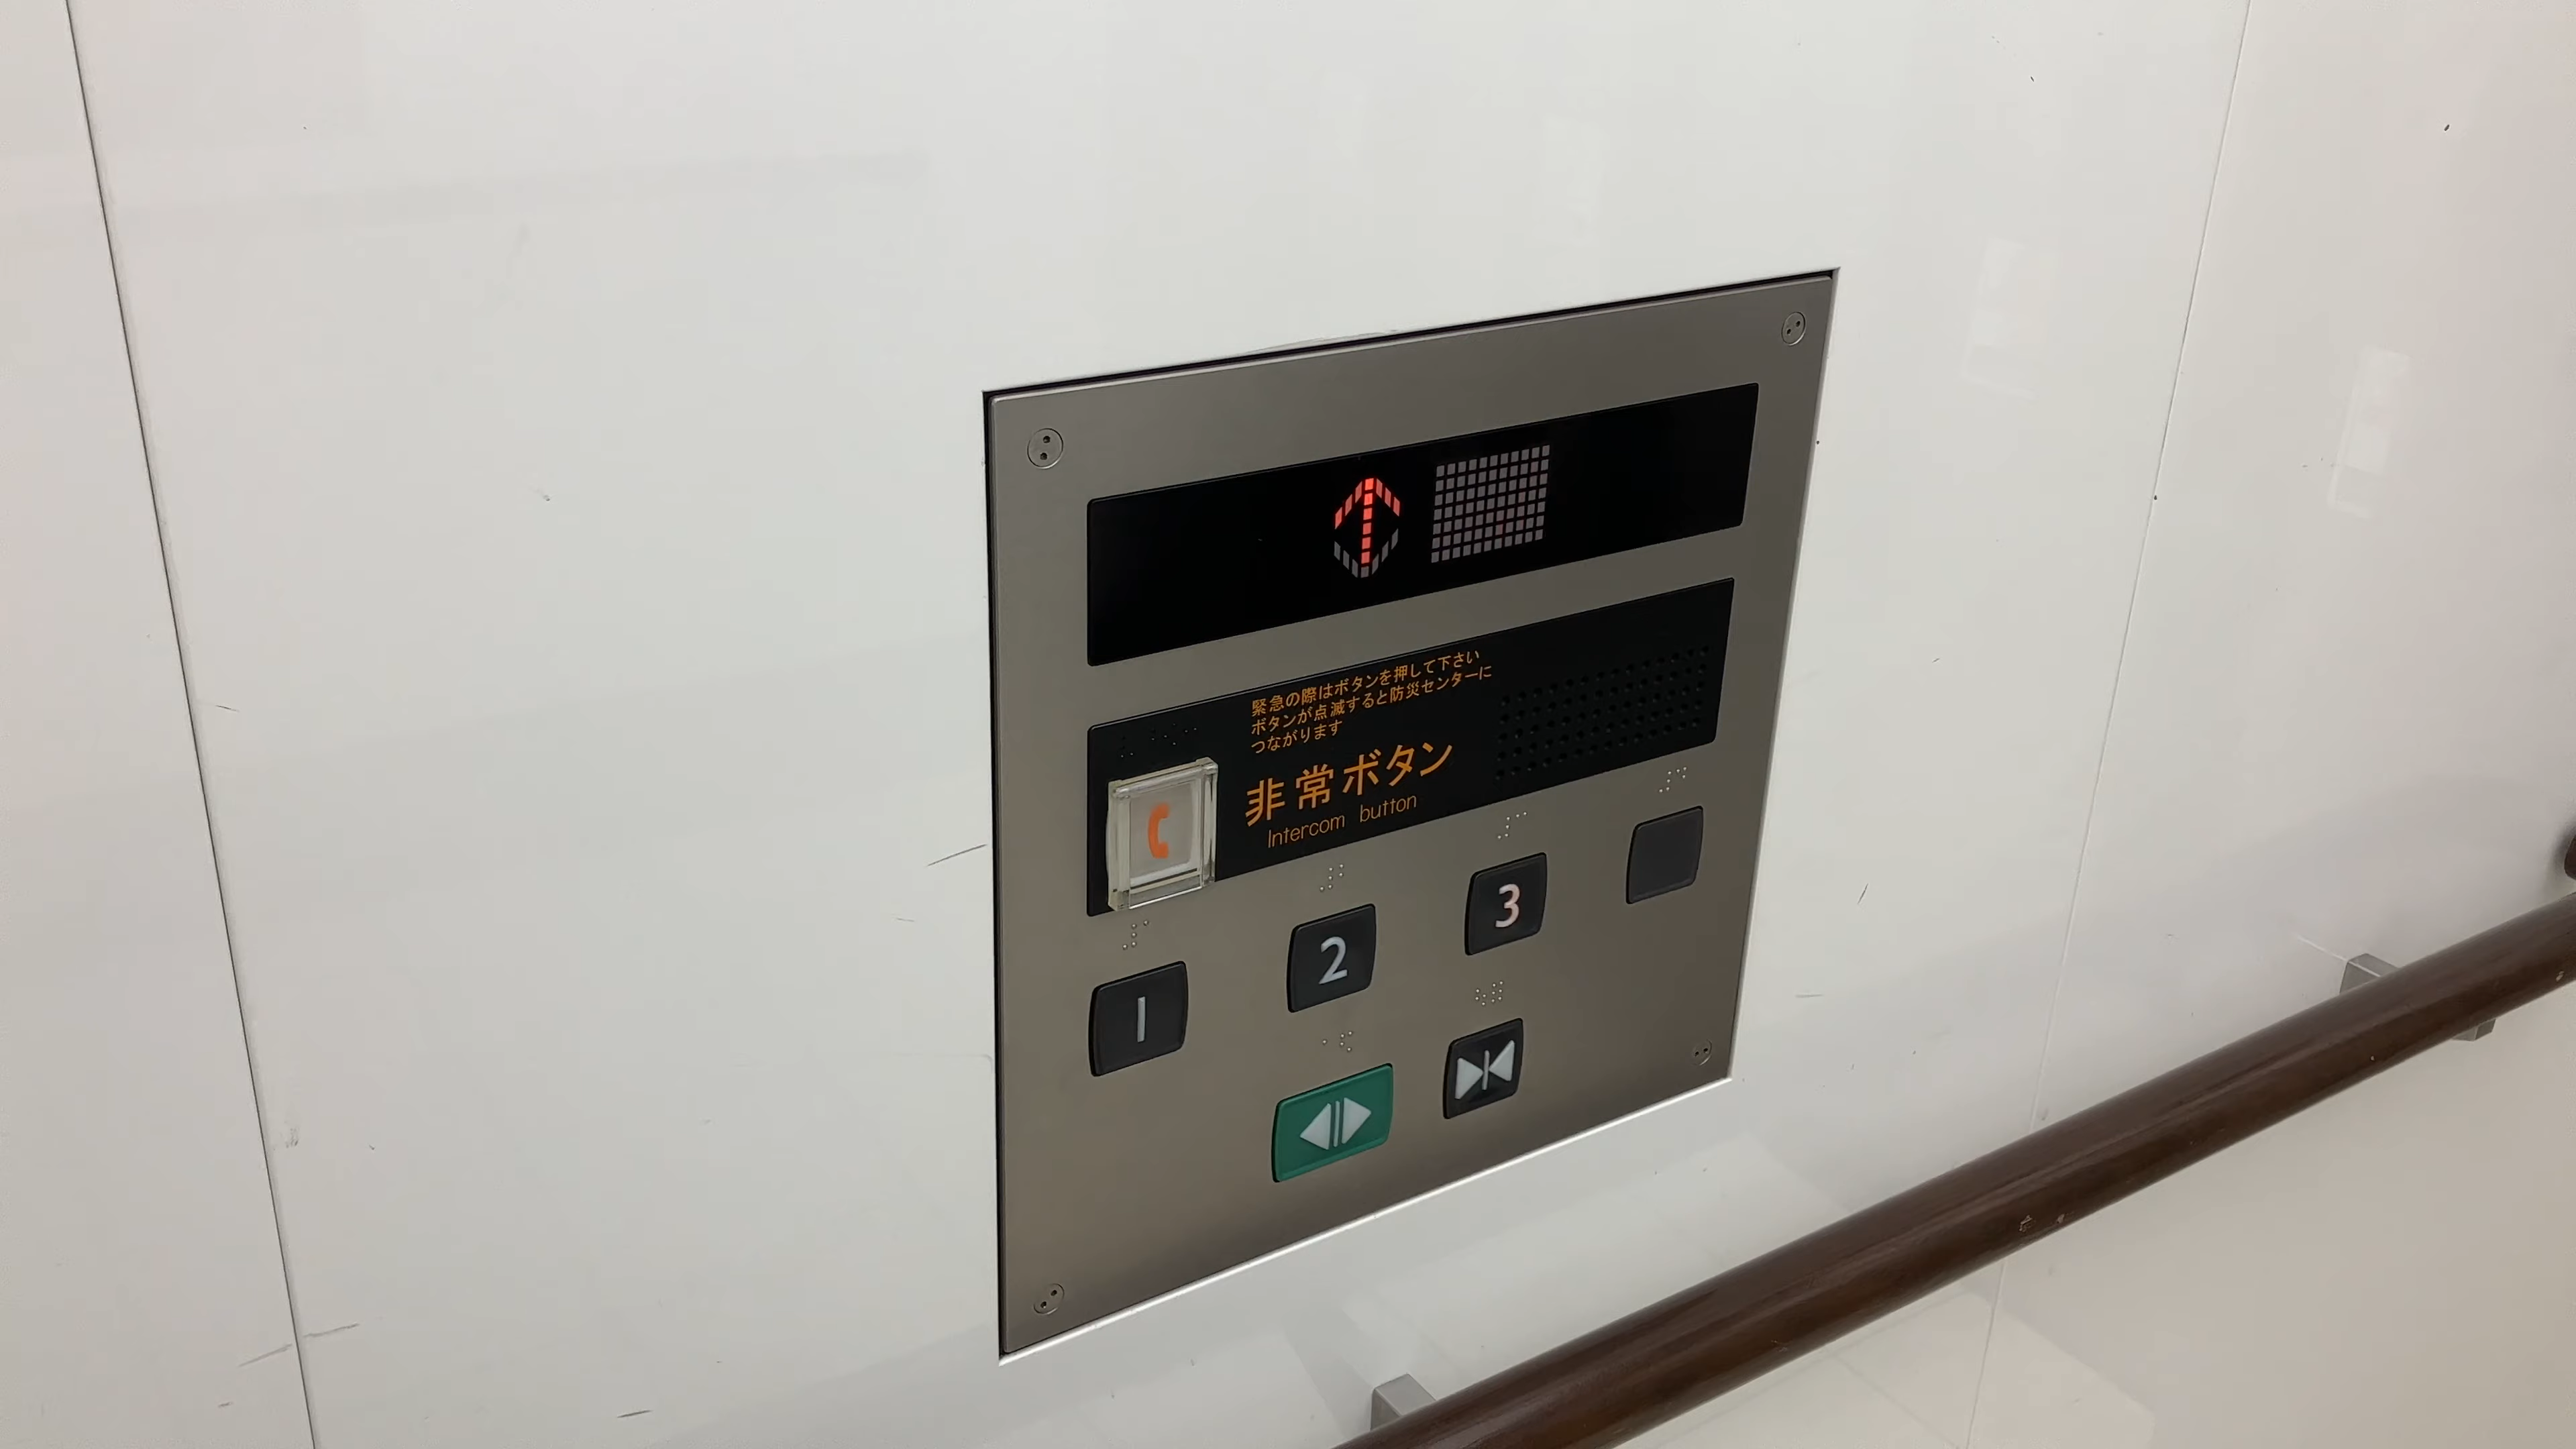 緊急の際はボタンを押して下さい
ボタンが点滅すると防災センターに
つながります
非常ボタン
Intercom button
1
2
3